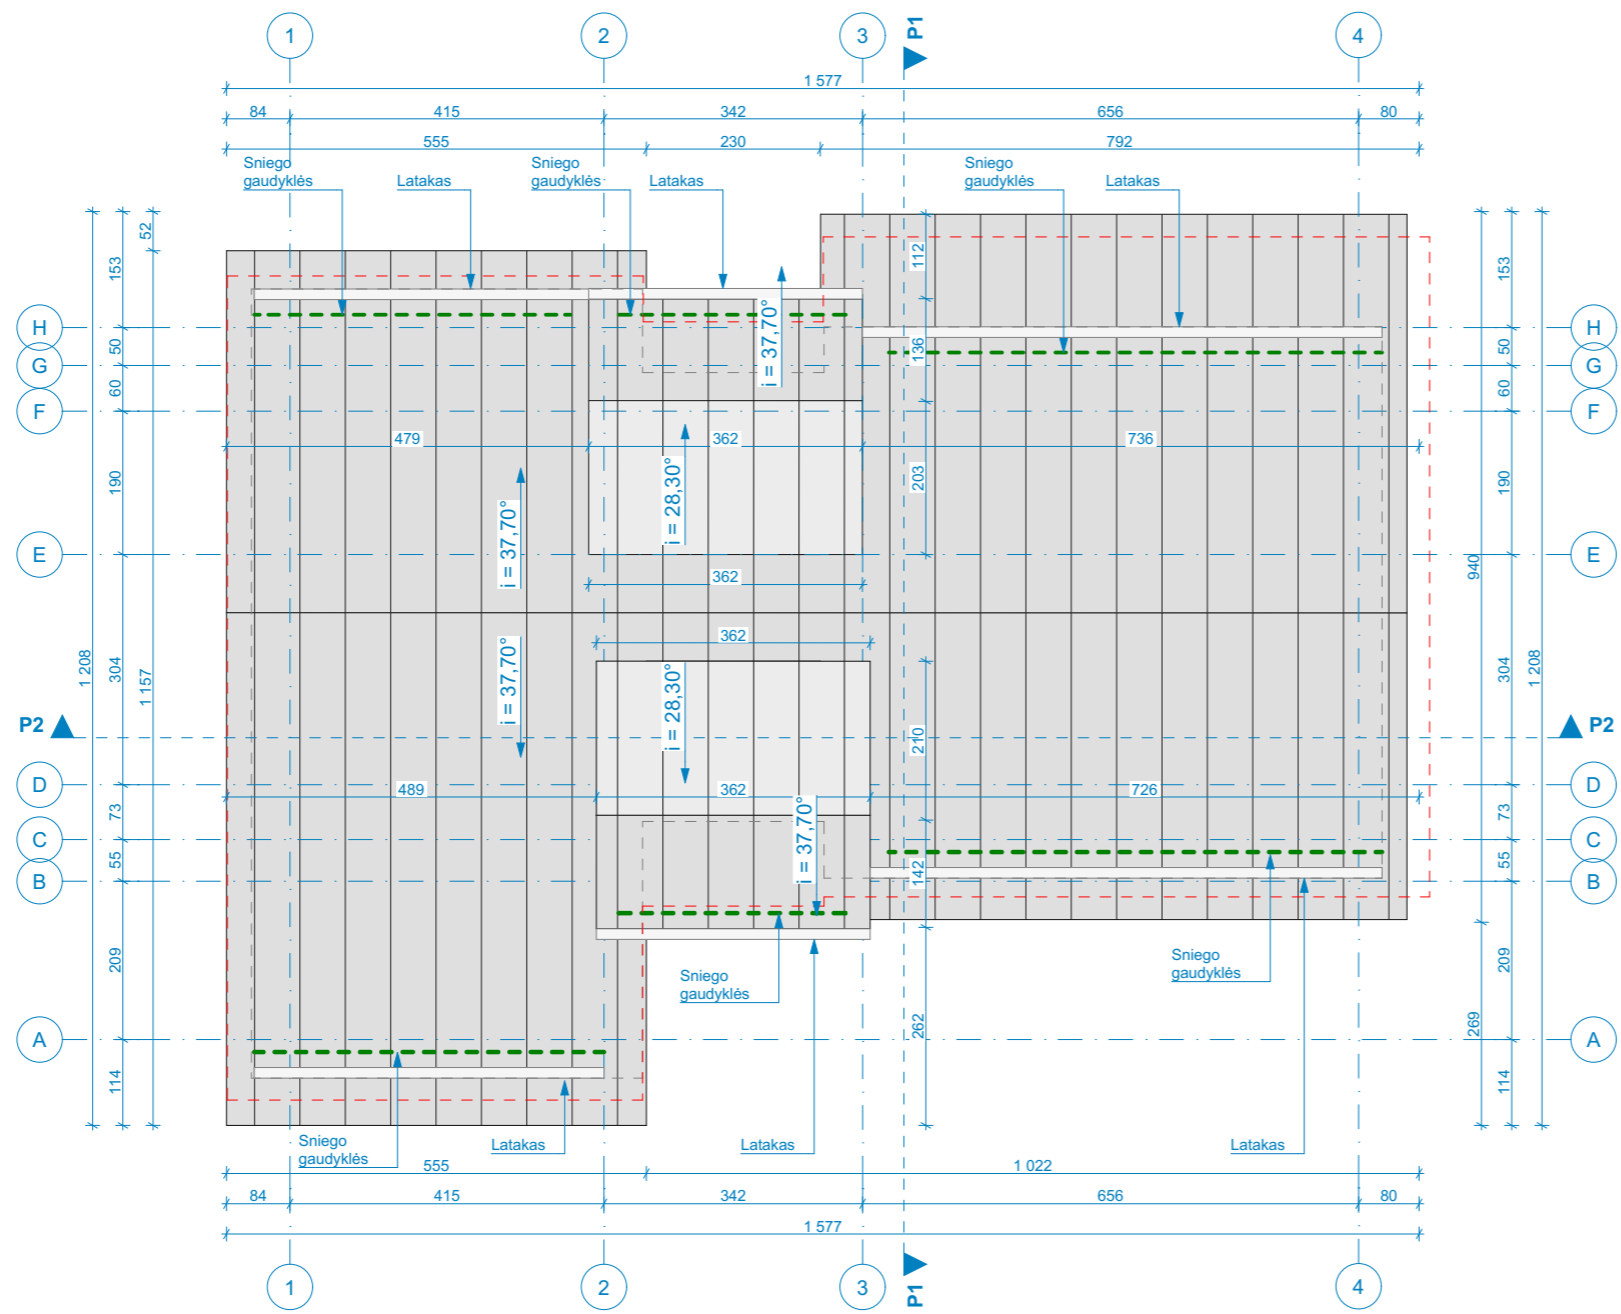 1
2
3
P1
4
1 577
84
415
342
656
80
555
230
792
Sniego
gaudyklės
Latakas
Sniego
gaudyklės
Latakas
Sniego
gaudyklės
Latakas
52
153
112
153
H
50
i = 37,70°
136
50
H
G
G
60
60
F
F
479
362
736
190
i = 37,70°
i = 28,30°
203
190
E
E
362
940
362
1 208
304
1 157
i = 37,70°
i = 28,30°
304
1 208
P2
210
P2
D
489
362
726
D
73
i = 37,70°
73
C
C
55
142
55
B
B
209
Sniego
gaudyklės
Sniego
gaudyklės
209
262
269
A
A
114
114
Sniego
gaudyklės
Latakas
Latakas
Latakas
555
1 022
84
415
342
656
80
1 577
1
2
3
P1
4